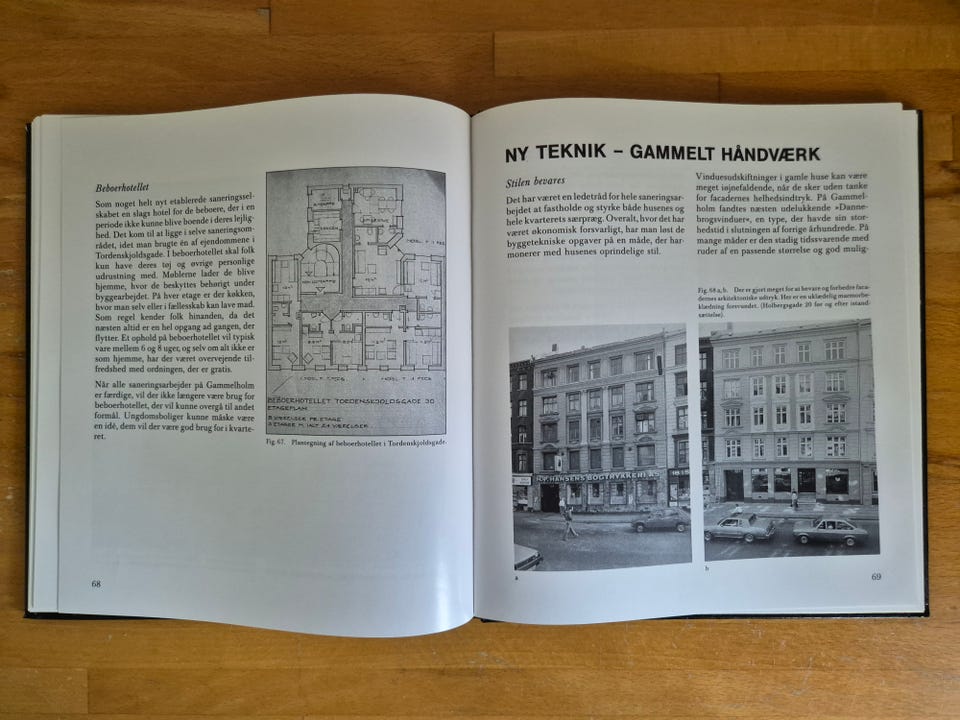 Beboerhotellet
Som noget helt nyt etablerede saneringssel-
skabet en slags hotel for de beboere, der i en
periode ikke kunne blive boende i deres lejlig-
hed. Det kom til at ligge i selve saneringsom-
rådet, idet man brugte én af ejendommene i
Tordenskjoldsgade. I beboerhotellet skal folk
kun have deres tøj og øvrige personlige
udrustning med. Møblerne lader de blive
hjemme, hvor de beskyttes behørigt under
byggearbejdet. På hver etage er der køkken,
hvor man selv eller i fællesskab kan lave mad.
Som regel kender folk hinanden, da det
næsten altid er en hel opgang ad gangen, der
flytter. Et ophold på beboerhotellet vil typisk
vare mellem 6 og 8 uger, og selv om alt ikke er
som hjemme, har der været overvejende til-
fredshed med ordningen, der er gratis.
Når alle saneringsarbejder på Gammelholm
er færdige, vil der ikke længere være brug for
beboerhotellet, der vil kunne overgå til andet
formål. Ungdomsboliger kunne måske være
en idé, dem vil der være god brug for i kvarte-
ret.
BEBOERHOTELLET TORDENSKJOLDSGADE 30
ETAGEPLAN
Fig. 67. Plantegning af beboerhotellet i Tordenskjoldsgade.
68
NY TEKNIK – GAMMELT HÅNDVÆRK
Stilen bevares
Det har været en ledetråd for hele saneringsar-
bejdet at fastholde og styrke både husenes og
hele kvarterets særpræg. Overalt, hvor det har
været økonomisk forsvarligt, har man løst de
byggetekniske opgaver på en måde, der har-
monerer med husenes oprindelige stil.
Vinduesudskiftninger i gamle huse kan være
meget iøjnefaldende, når de sker uden tanke
for facadernes helhedsindtryk. På Gammel-
holm fandtes næsten udelukkende »Danne-
brogsvinduer«, en type, der havde sin stor-
hedstid i slutningen af forrige århundrede. På
mange måder er den stadig tidssvarende med
ruder af en passende størrelse og god mulig-
Fig. 68 a, b. Der er gjort meget for at bevare og forbedre faca-
dernes arkitektoniske udtryk. Her er en uklædelig marmorbe-
klædning forsvundet. (Holbergsgade 20 før og efter istand-
sættelse).
HANSENS BOGTRYKKERI A/S
a
b
69